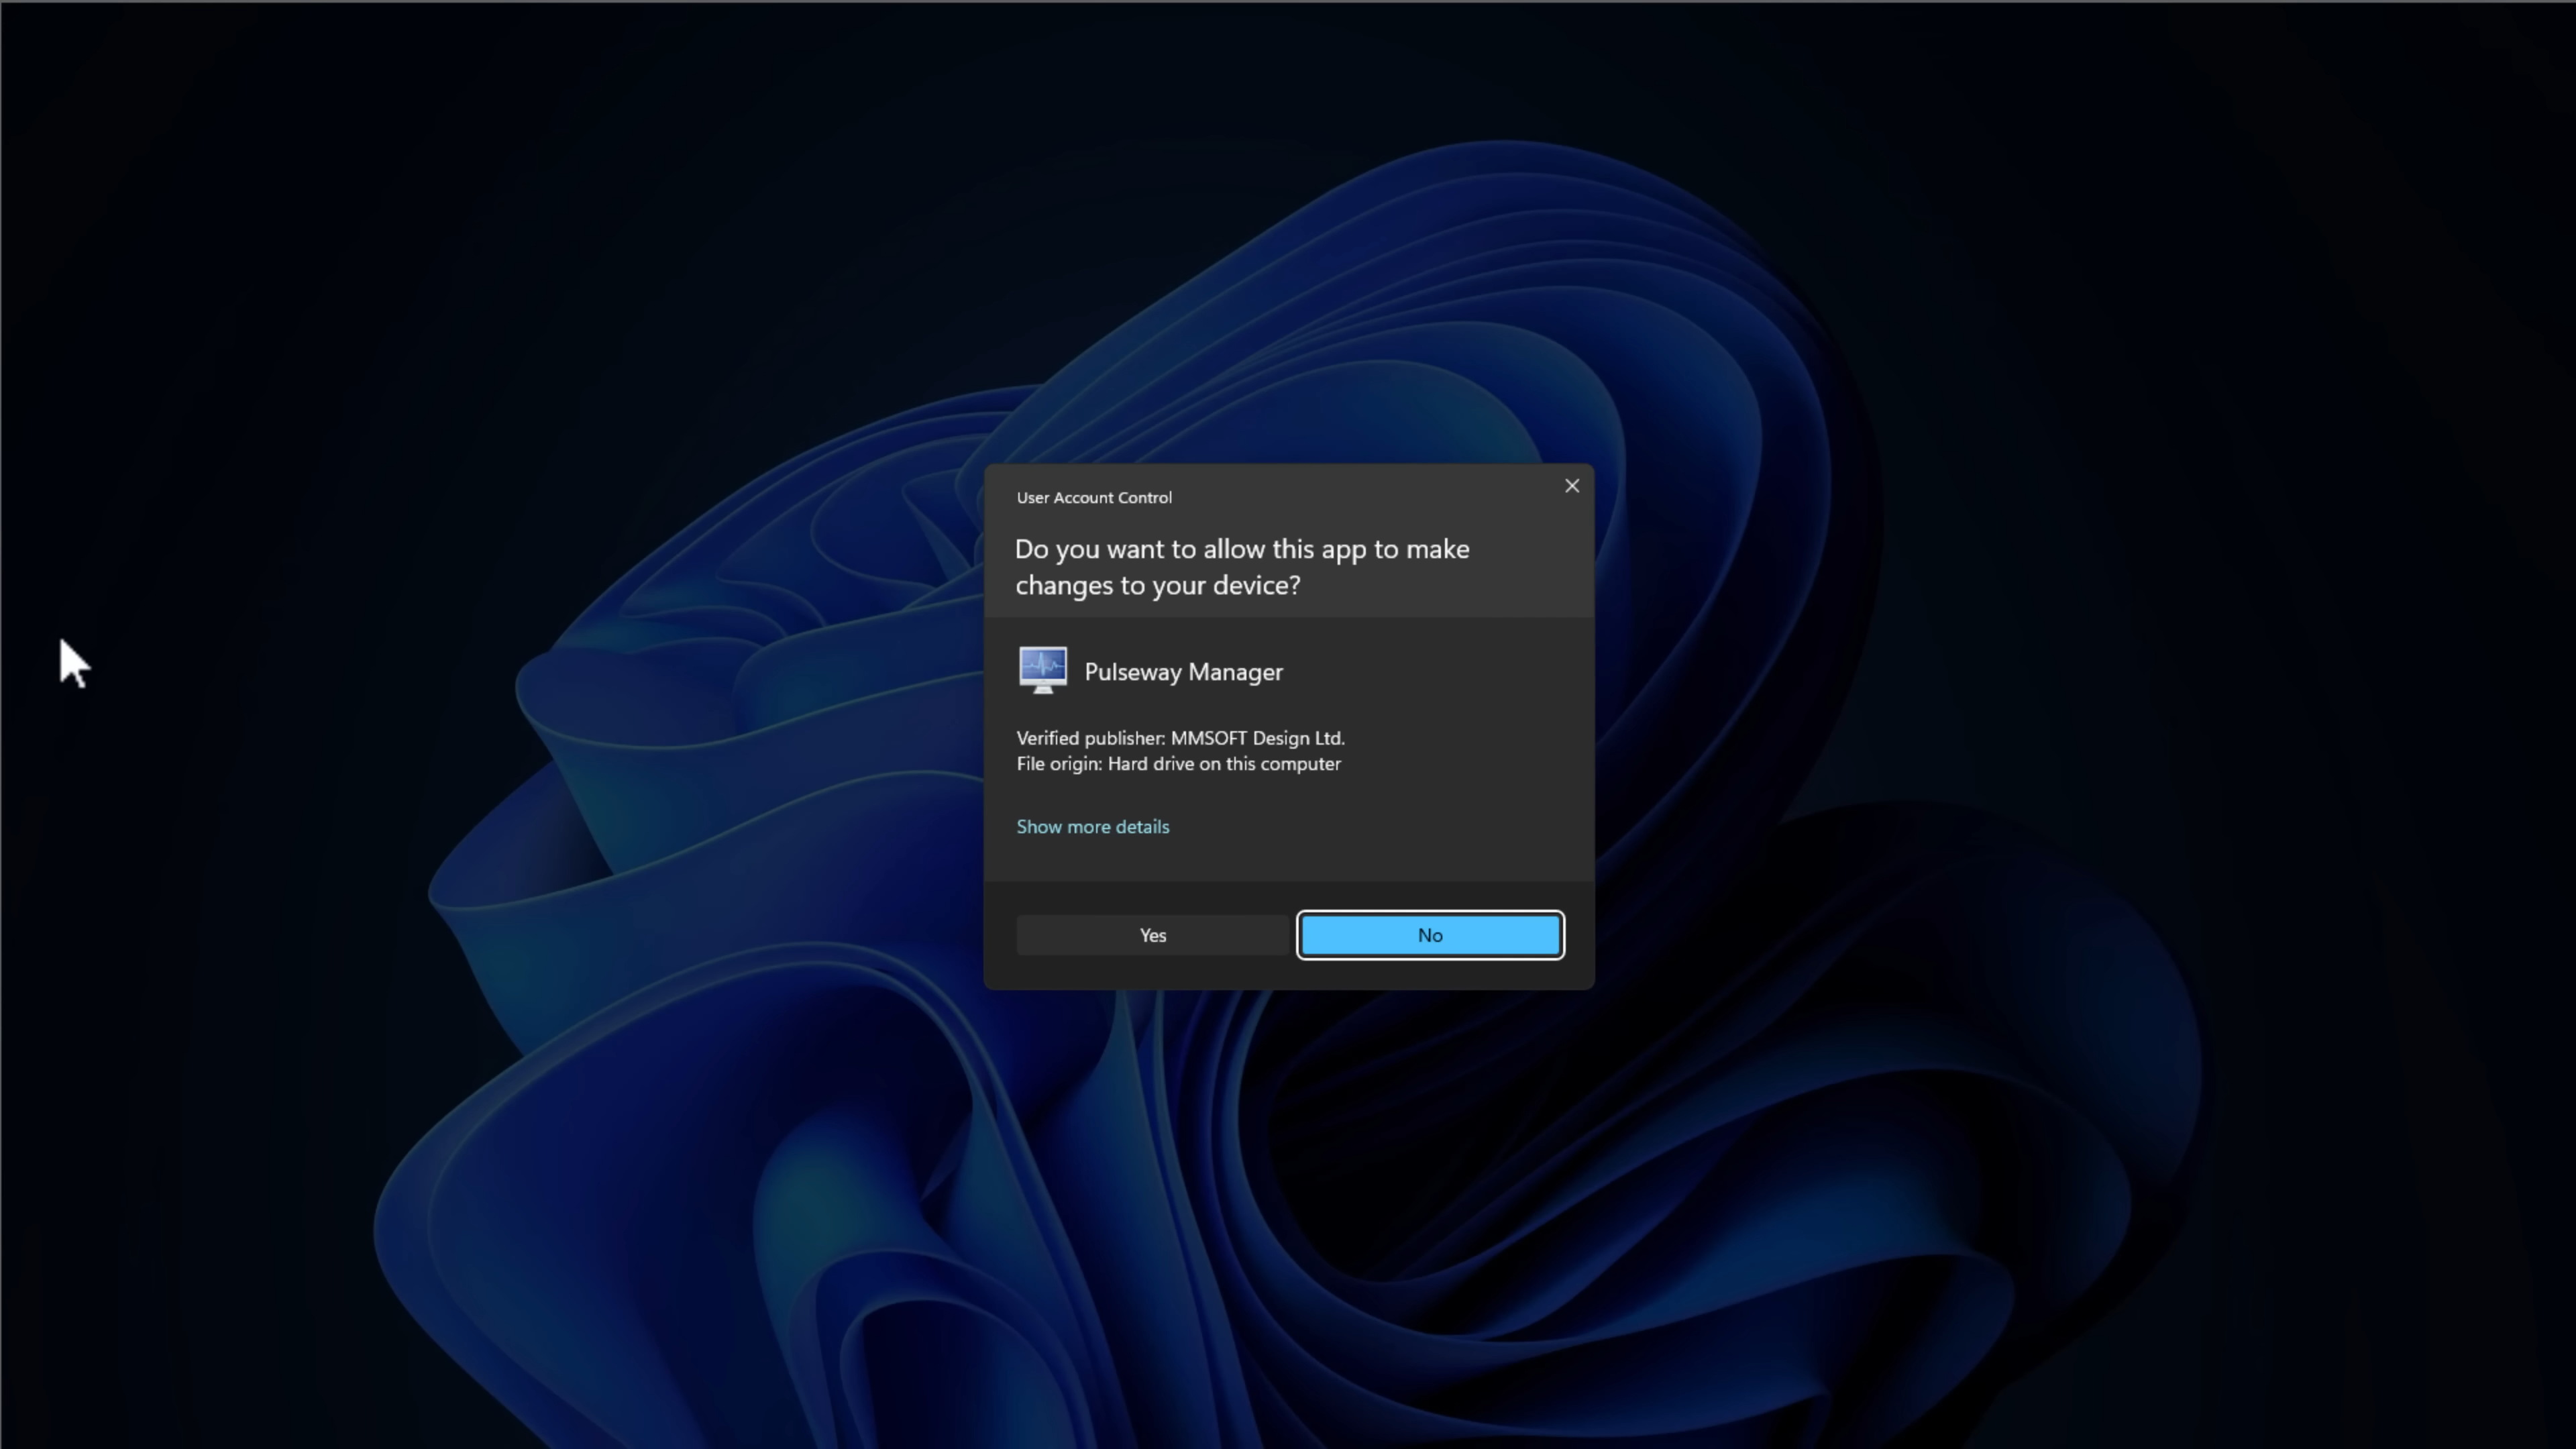 User Account Control
Do you want to allow this app to make
changes to your device?
Pulseway Manager
Verified publisher: MMSOFT Design Ltd.
File origin: Hard drive on this computer
Show more details
Yes
No